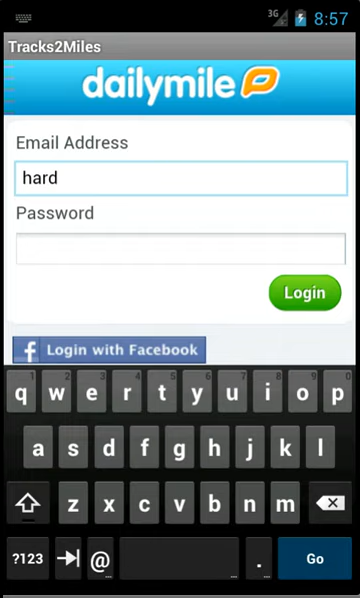 3G 8:57
Tracks2Miles
dailymile
Email Address
hard
Password
Login
f Login with Facebook
1 2 3 4 5 6 7 8 9 0
q w e r t y u i o p
a s d f g h j k l
z x c v b n m
?123 @ ... ... . ... Go